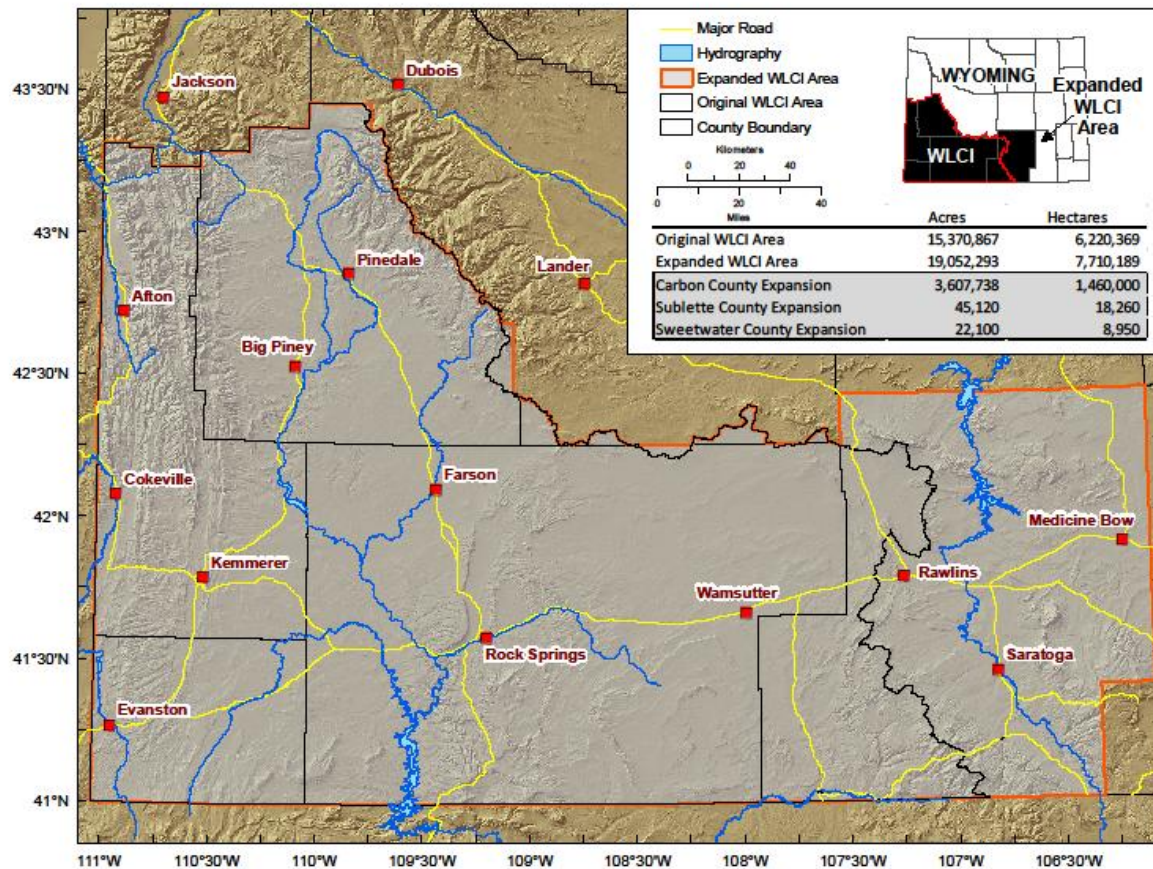 Major Road
Hydrography
Expanded WLCI Area
Original WLCI Area
County Boundary
Kilometers
0 20 40
0 20 40
Miles
WYOMING
Expanded
WLCI
Area
WLCI
Acres Hectares
Original WLCI Area 15,370,867 6,220,369
Expanded WLCI Area 19,052,293 7,710,189
Carbon County Expansion 3,607,738 1,460,000
Sublette County Expansion 45,120 18,260
Sweetwater County Expansion 22,100 8,950
43°30'N
43°N
42°30'N
42°N
41°30'N
41°N
Jackson
Dubois
Pinedale
Lander
Afton
Big Piney
Cokeville
Farson
Medicine Bow
Kemmerer
Rawlins
Wamsutter
Rock Springs
Saratoga
Evanston
111°W 110°30'W 110°W 109°30'W 109°W 108°30'W 108°W 107°30'W 107°W 106°30'W